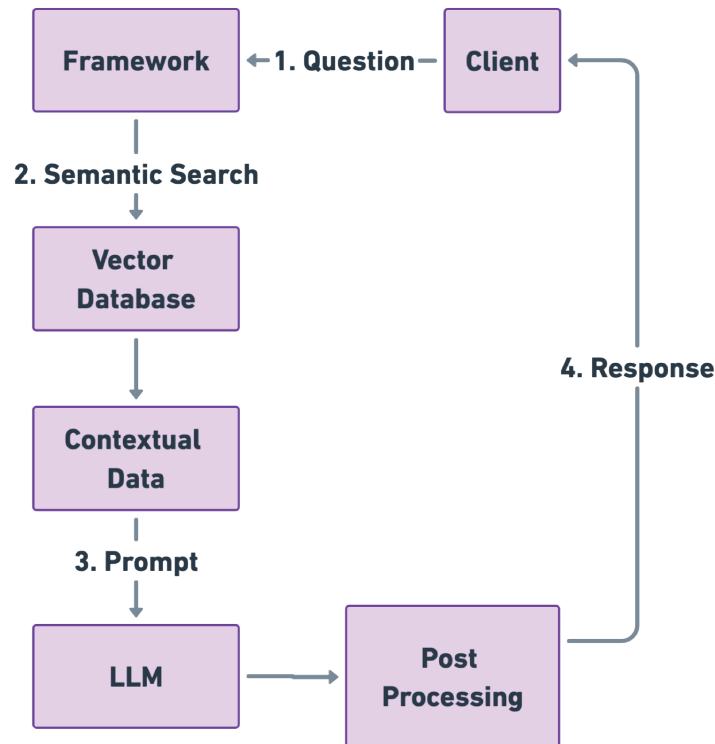 Framework
1. Question
Client
2. Semantic Search
Vector
Database
Contextual
Data
4. Response
3. Prompt
LLM
Post
Processing